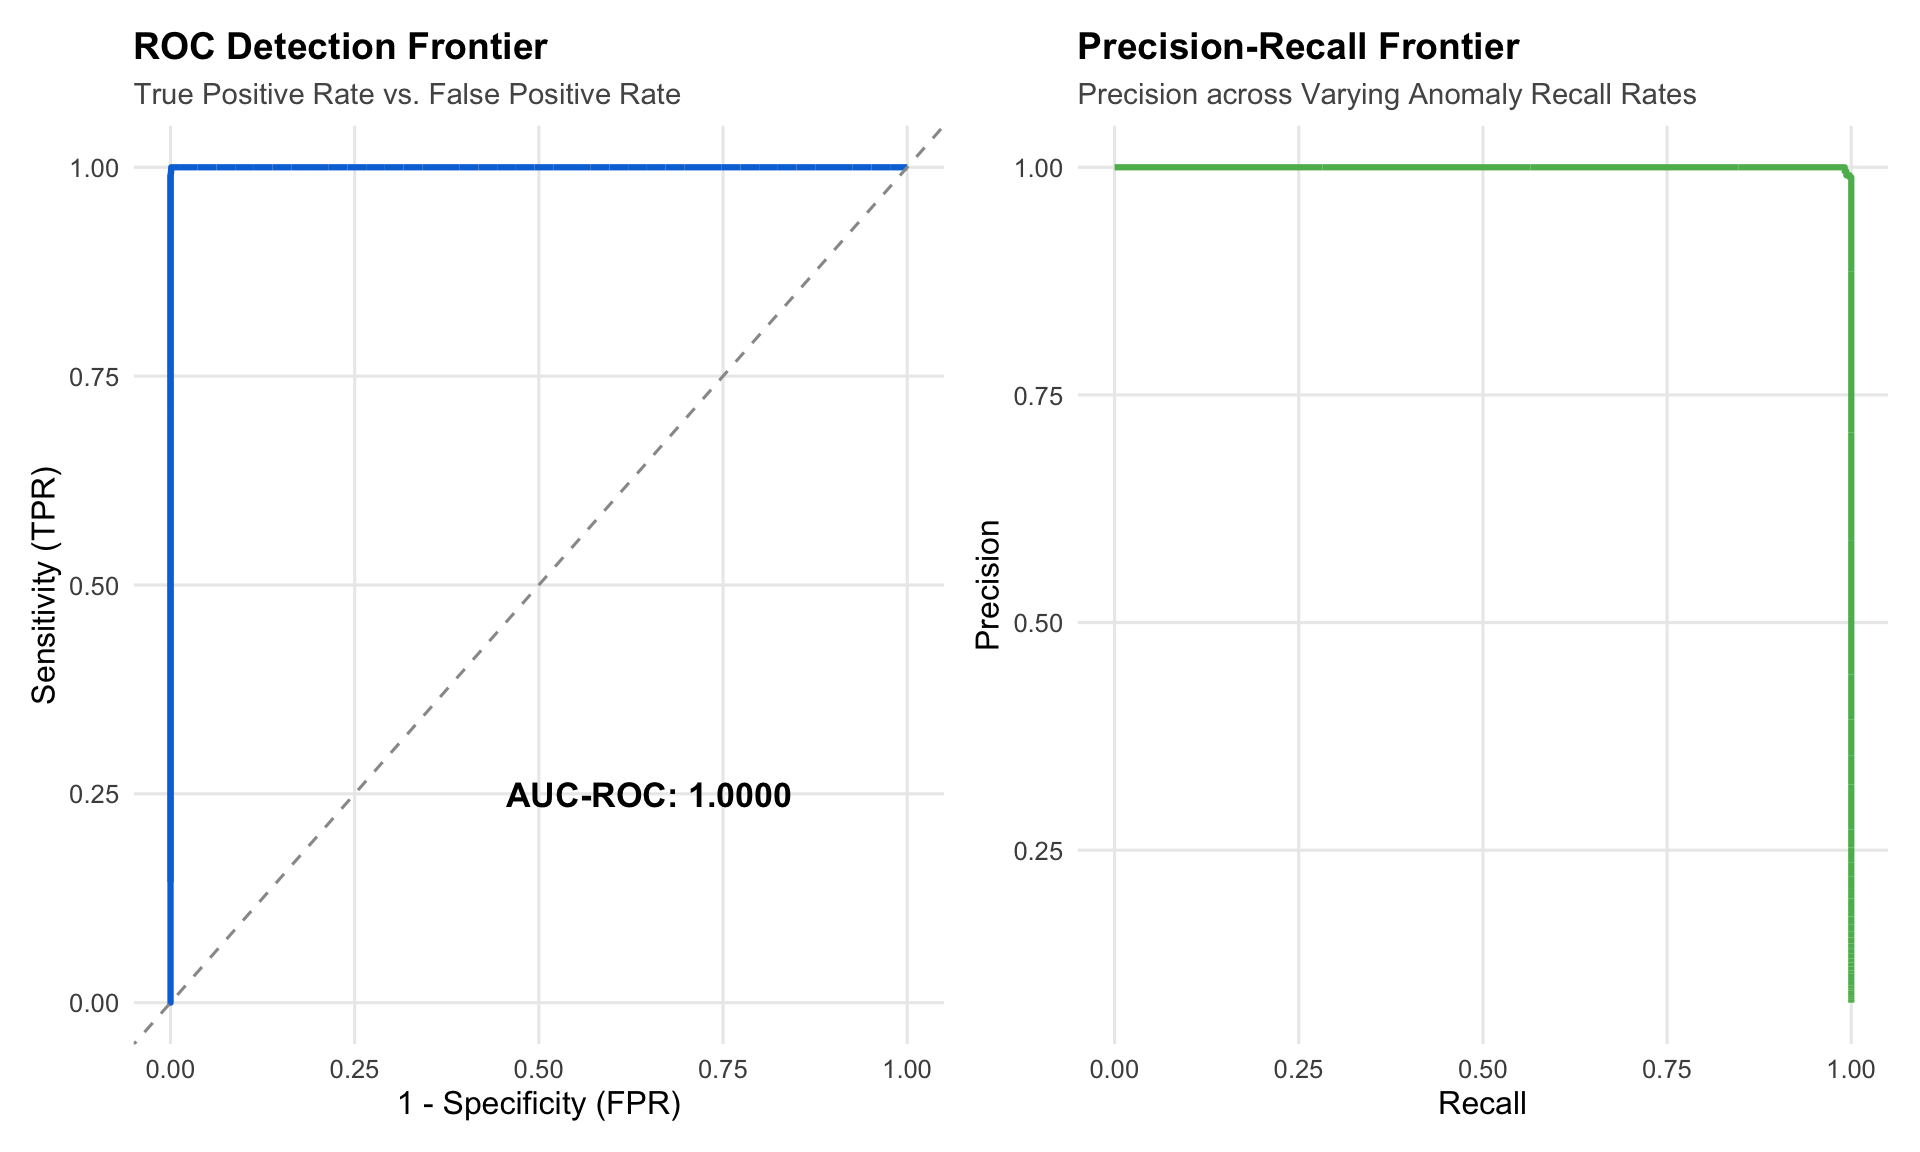 ROC Detection Frontier
True Positive Rate vs. False Positive Rate
1.00
0.75
0.50
0.25
0.00
Sensitivity (TPR)
AUC-ROC: 1.0000
0.00 0.25 0.50 0.75 1.00
1 - Specificity (FPR)
Precision-Recall Frontier
Precision across Varying Anomaly Recall Rates
1.00
0.75
0.50
0.25
Precision
0.00 0.25 0.50 0.75 1.00
Recall